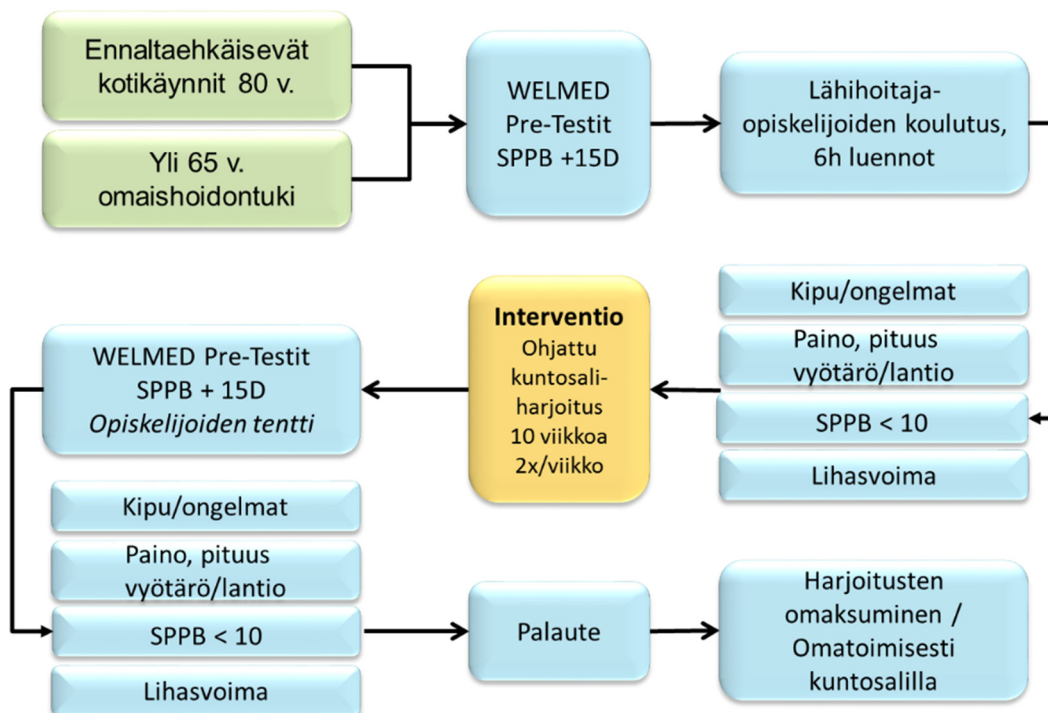 Ennaltaehkäisevät
kotikäynnit 80 v.
Yli 65 v.
omaishoidontuki
WELMED
Pre-Testit
SPPB +15D
Lähihoitaja-
opiskelijoiden koulutus,
6h luennot
Kipu/ongelmat
Paino, pituus
vyötärö/lantio
SPPB < 10
Lihasvoima
Interventio
Ohjattu
kuntosali-
harjoitus
10 viikkoa
2x/viikko
WELMED Pre-Testit
SPPB + 15D
Opiskelijoiden tentti
Kipu/ongelmat
Paino, pituus
vyötärö/lantio
SPPB < 10
Lihasvoima
Palaute
Harjoitusten
omaksuminen /
Omatoimisesti
kuntosalilla